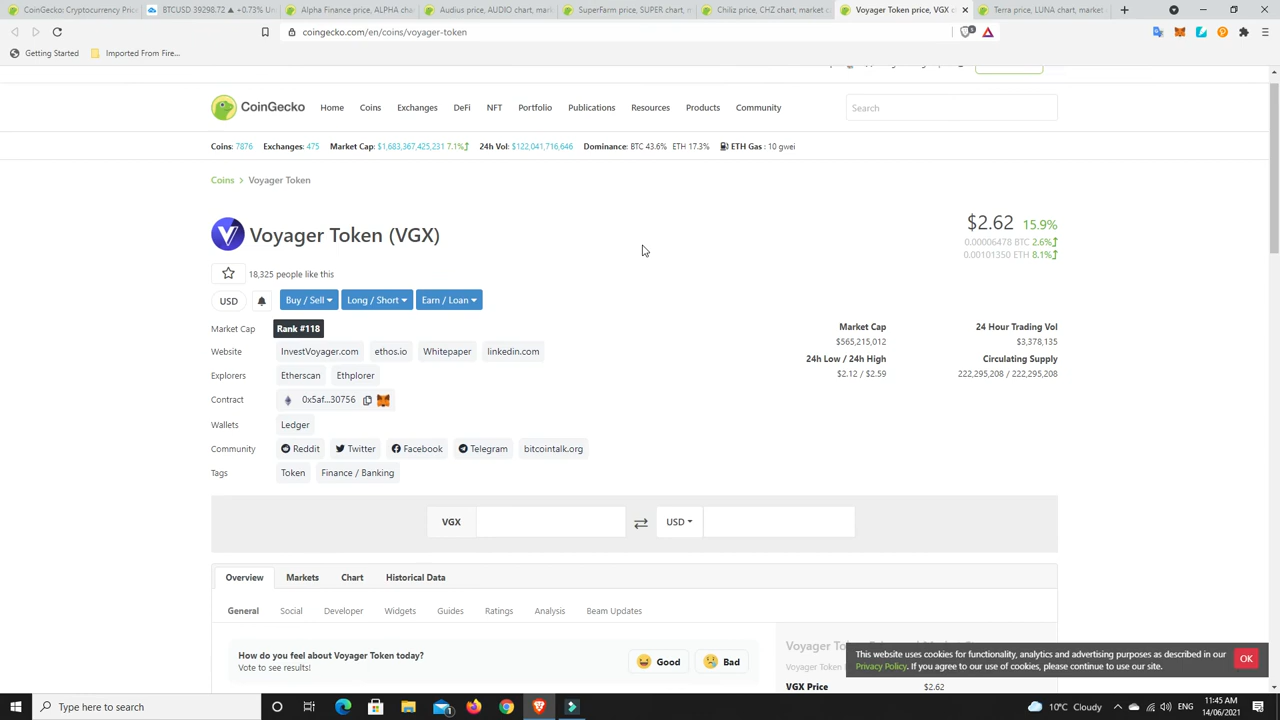 CoinGecko: Cryptocurrency Pric
BTCUSD 39298.72 ▲ +0.73% Un
Alpha Finance price, ALPHA cha
Audius price, AUDIO chart, mar
SuperFarm price, SUPER chart, m
Chiliz price, CHZ chart, market c
Voyager Token price, VGX c
Terra price, LUNA chart, market
coingecko.com/en/coins/voyager-token
Getting Started
Imported From Fire...
CoinGecko
Home
Coins
Exchanges
DeFi
NFT
Portfolio
Publications
Resources
Products
Community
Search
Coins: 7876
Exchanges: 475
Market Cap: $1,683,367,425,231 7.1%
24h Vol: $122,041,716,646
Dominance: BTC 43.6% ETH 17.3%
ETH Gas : 10 gwei
Coins > Voyager Token
Voyager Token (VGX)
$2.62 15.9%
0.00006478 BTC 2.6%
0.00101350 ETH 8.1%
18,325 people like this
USD
Buy / Sell
Long / Short
Earn / Loan
Market Cap Rank #118
Website InvestVoyager.com ethos.io Whitepaper linkedin.com
Explorers Etherscan Ethplorer
Contract 0x5af...30756
Wallets Ledger
Community Reddit Twitter Facebook Telegram bitcointalk.org
Tags Token Finance / Banking
Market Cap
$565,215,012
24 Hour Trading Vol
$3,378,135
24h Low / 24h High
$2.12 / $2.59
Circulating Supply
222,295,208 / 222,295,208
VGX
USD
Overview Markets Chart Historical Data
General Social Developer Widgets Guides Ratings Analysis Beam Updates
How do you feel about Voyager Token today?
Vote to see results!
Good
Bad
Voyager To
Voyager Token
VGX Price $2.62
This website uses cookies for functionality, analytics and advertising purposes as described in our
Privacy Policy. If you agree to our use of cookies, please continue to use our site.
OK
Type here to search
10°C Cloudy
ENG
11:45 AM
14/06/2021